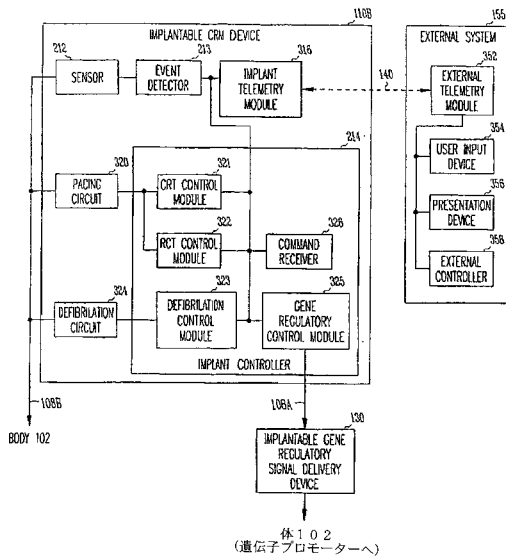 110B
155
IMPLANTABLE CRM DEVICE
EXTERNAL SYSTEM
212
SENSOR
213
EVENT
DETECTOR
316
IMPLANT
TELEMETRY
MODULE
140
352
EXTERNAL
TELEMETRY
MODULE
354
USER INPUT
DEVICE
356
PRESENTATION
DEVICE
358
EXTERNAL
CONTROLLER
214
320
PACING
CIRCUIT
321
CRT CONTROL
MODULE
322
RCT CONTROL
MODULE
326
COMMAND
RECEIVER
324
DEFIBRILATION
CIRCUIT
323
DEFIBRILATION
CONTROL
MODULE
325
GENE
REGULATORY
CONTROL MODULE
IMPLANT CONTROLLER
108B
BODY 102
108A
130
IMPLANTABLE GENE
REGULATORY
SIGNAL DELIVERY
DEVICE
体102
(遺伝子プロモーターへ)